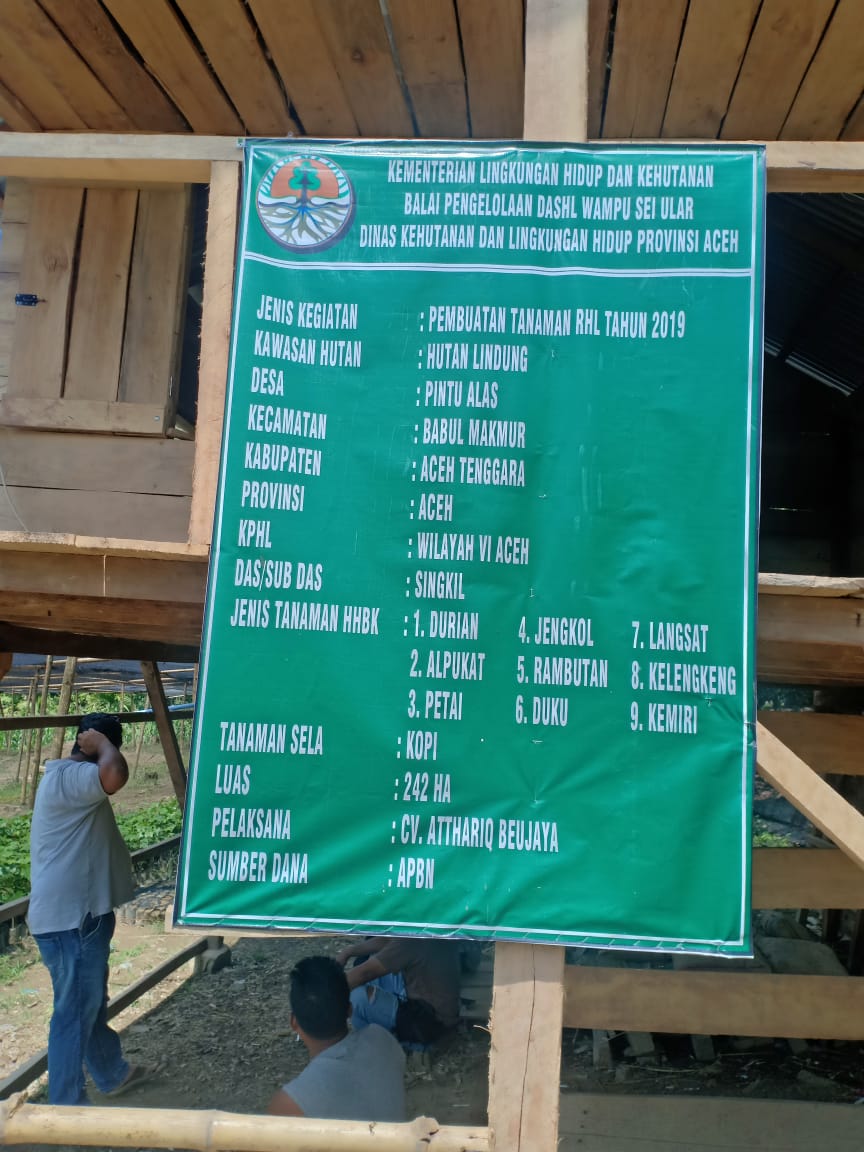 KEMENTERIAN LINGKUNGAN HIDUP DAN KEHUTANAN
BALAI PENGELOLAAN DASHL WAMPU SEI ULAR
DINAS KEHUTANAN DAN LINGKUNGAN HIDUP PROVINSI ACEH
JENIS KEGIATAN : PEMBUATAN TANAMAN RHL TAHUN 2019
KAWASAN HUTAN : HUTAN LINDUNG
DESA : PINTU ALAS
KECAMATAN : BABUL MAKMUR
KABUPATEN : ACEH TENGGARA
PROVINSI : ACEH
KPHL : WILAYAH VI ACEH
DAS/SUB DAS : SINGKIL
JENIS TANAMAN HHBK : 1. DURIAN 4. JENGKOL 7. LANGSAT
2. ALPUKAT 5. RAMBUTAN 8. KELENGKENG
3. PETAI 6. DUKU 9. KEMIRI
TANAMAN SELA : KOPI
LUAS : 242 HA
PELAKSANA : CV. ATTHARIQ BEUJAYA
SUMBER DANA : APBN